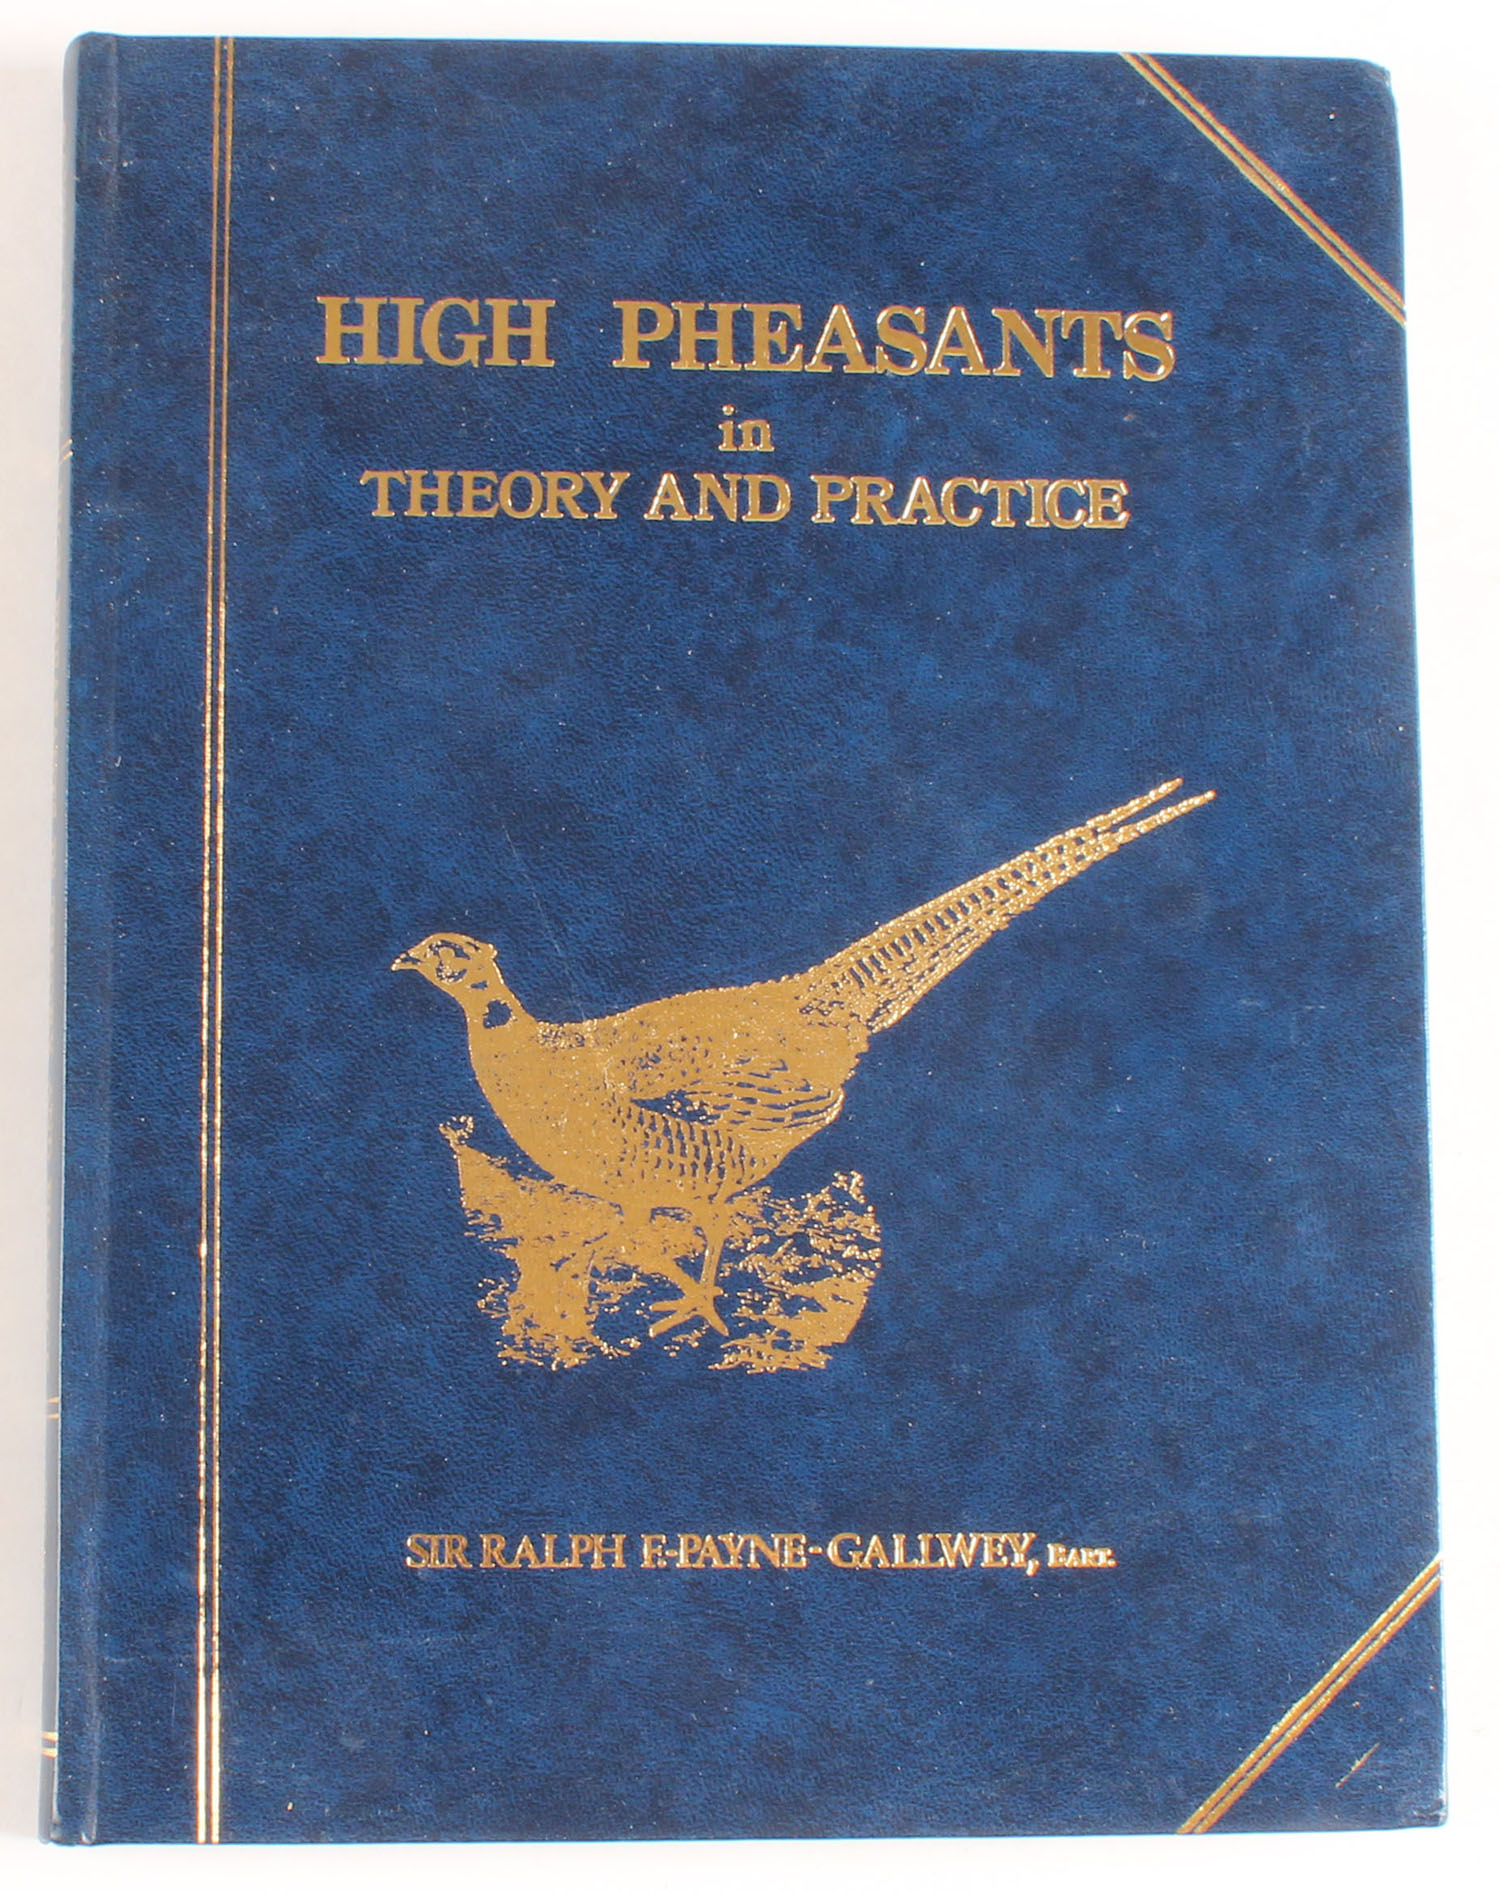 HIGH PHEASANTS
in
THEORY AND PRACTICE
SIR RALPH F.-PAYNE-GALLWEY, BART.